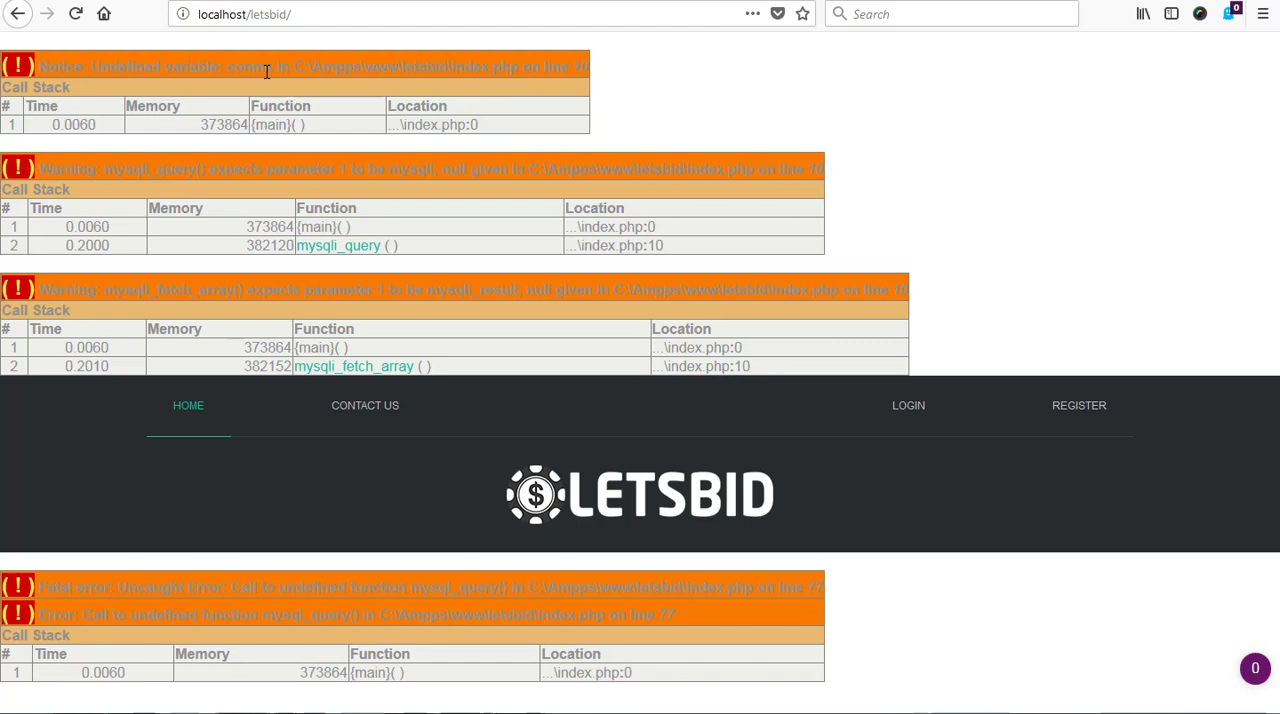 localhost/letsbid/
Search
0
( ! ) Notice: Undefined variable: conn in C:\Ampps\www\letsbid\index.php on line 10
Call Stack
# Time Memory Function Location
1 0.0060 373864 {main}( ) ...\index.php:0
( ! ) Warning: mysqli_query() expects parameter 1 to be mysqli, null given in C:\Ampps\www\letsbid\index.php on line 10
Call Stack
# Time Memory Function Location
1 0.0060 373864 {main}( ) ...\index.php:0
2 0.2000 382120 mysqli_query ( ) ...\index.php:10
( ! ) Warning: mysqli_fetch_array() expects parameter 1 to be mysqli_result, null given in C:\Ampps\www\letsbid\index.php on line 10
Call Stack
# Time Memory Function Location
1 0.0060 373864 {main}( ) ...\index.php:0
2 0.2010 382152 mysqli_fetch_array ( ) ...\index.php:10
HOME CONTACT US LOGIN REGISTER
$ LETSBID
( ! ) Fatal error: Uncaught Error: Call to undefined function mysql_query() in C:\Ampps\www\letsbid\index.php on line 77
( ! ) Error: Call to undefined function mysql_query() in C:\Ampps\www\letsbid\index.php on line 77
Call Stack
# Time Memory Function Location
1 0.0060 373864 {main}( ) ...\index.php:0
0